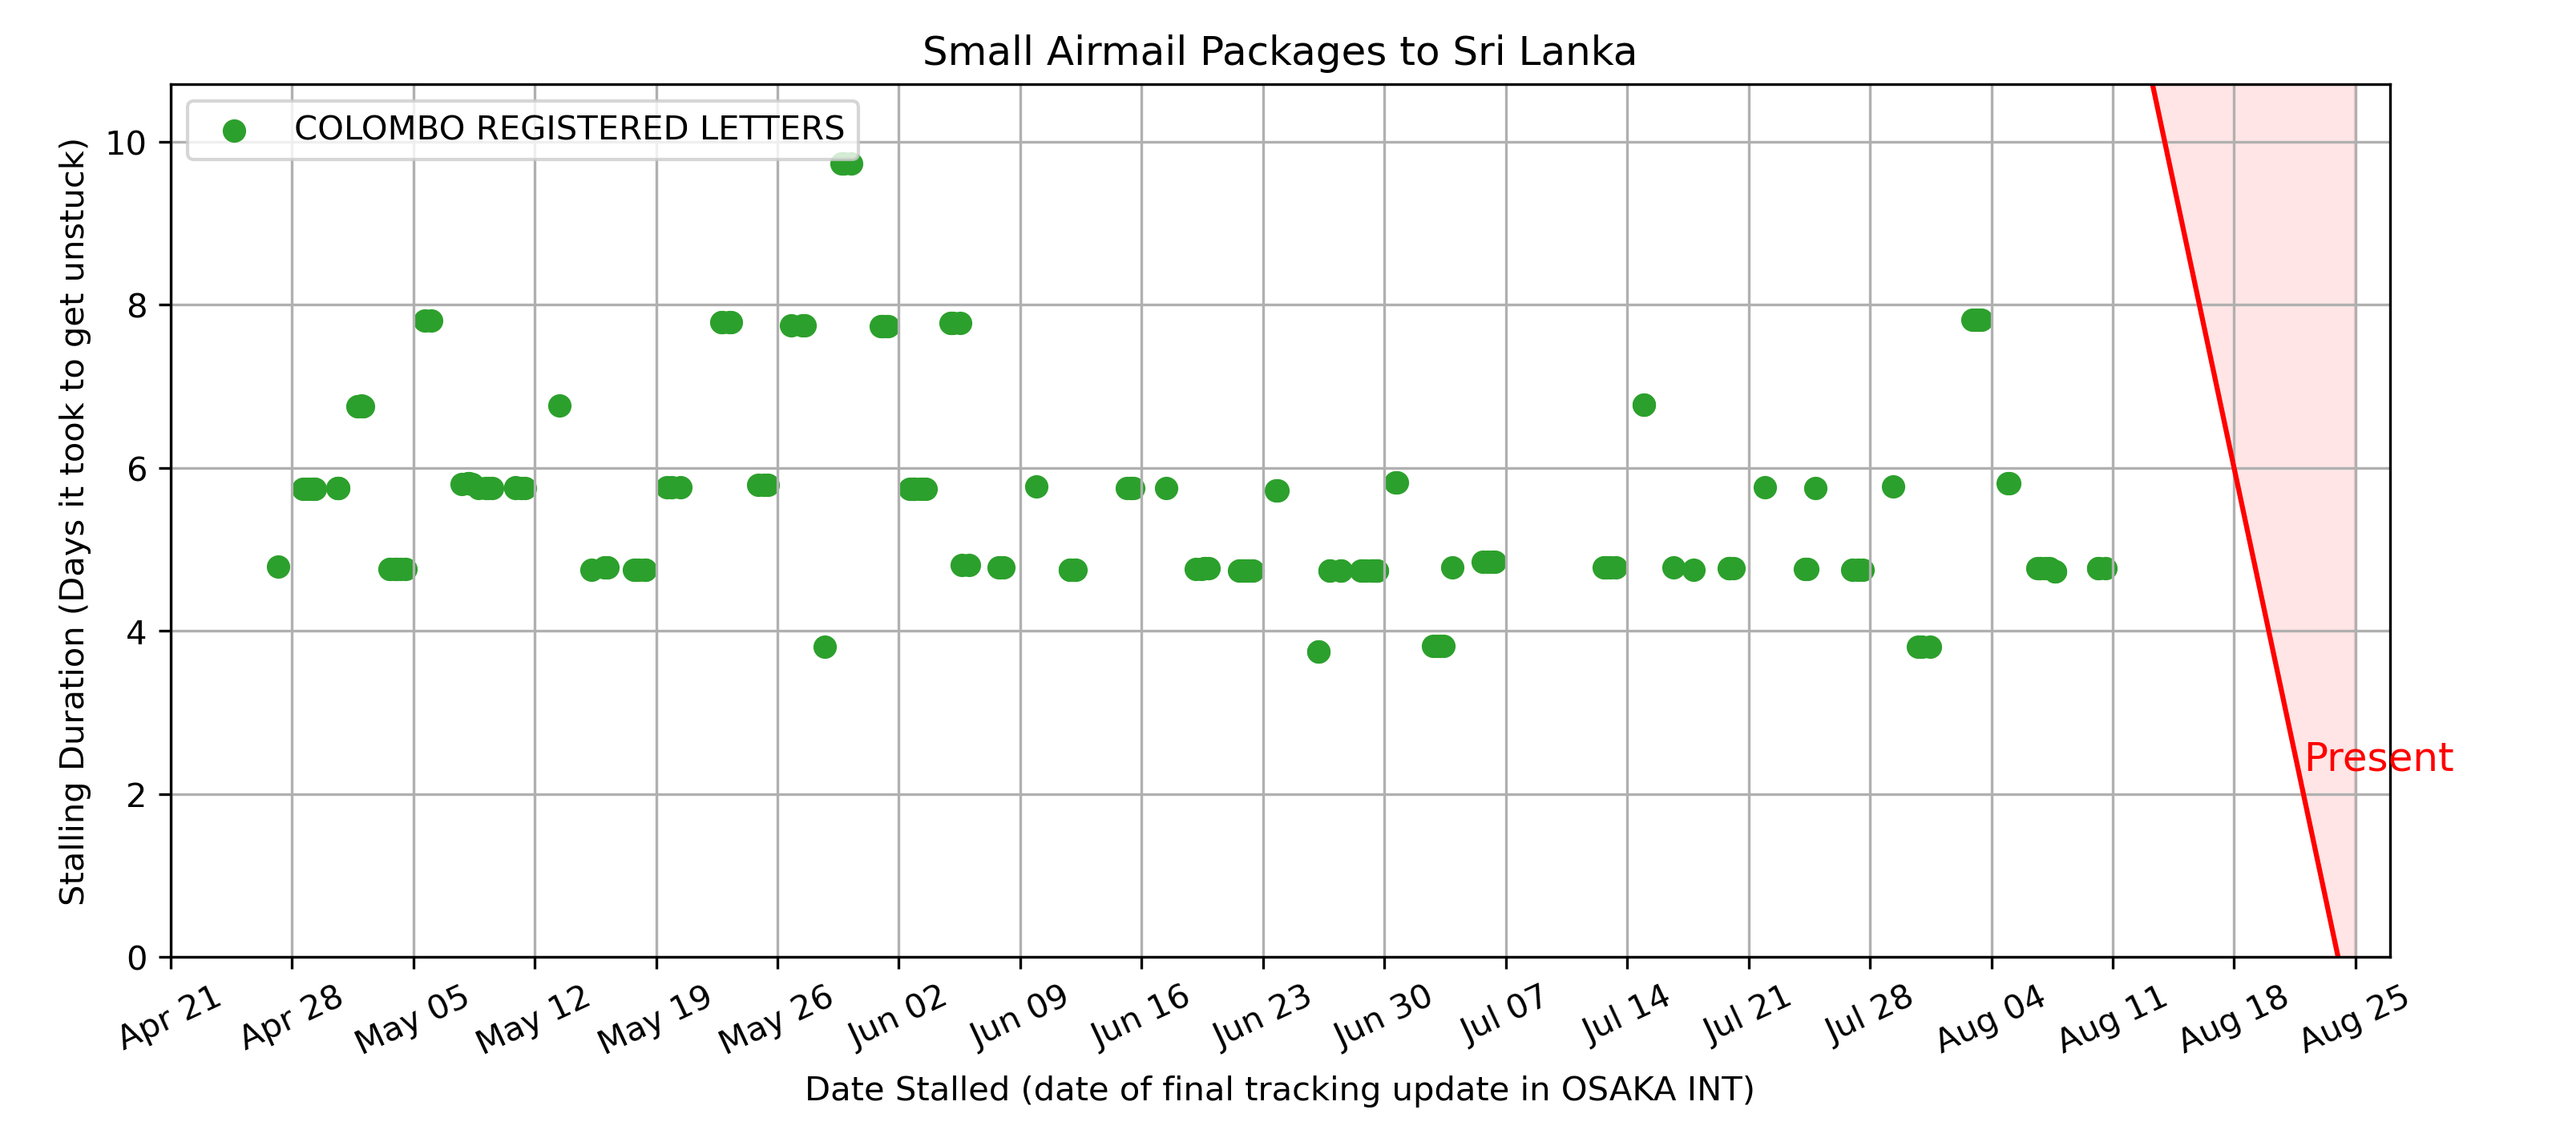 Small Airmail Packages to Sri Lanka
COLOMBO REGISTERED LETTERS
Stalling Duration (Days it took to get unstuck)
10
8
6
4
2
0
Present
Apr 21
Apr 28
May 05
May 12
May 19
May 26
Jun 02
Jun 09
Jun 16
Jun 23
Jun 30
Jul 07
Jul 14
Jul 21
Jul 28
Aug 04
Aug 11
Aug 18
Aug 25
Date Stalled (date of final tracking update in OSAKA INT)